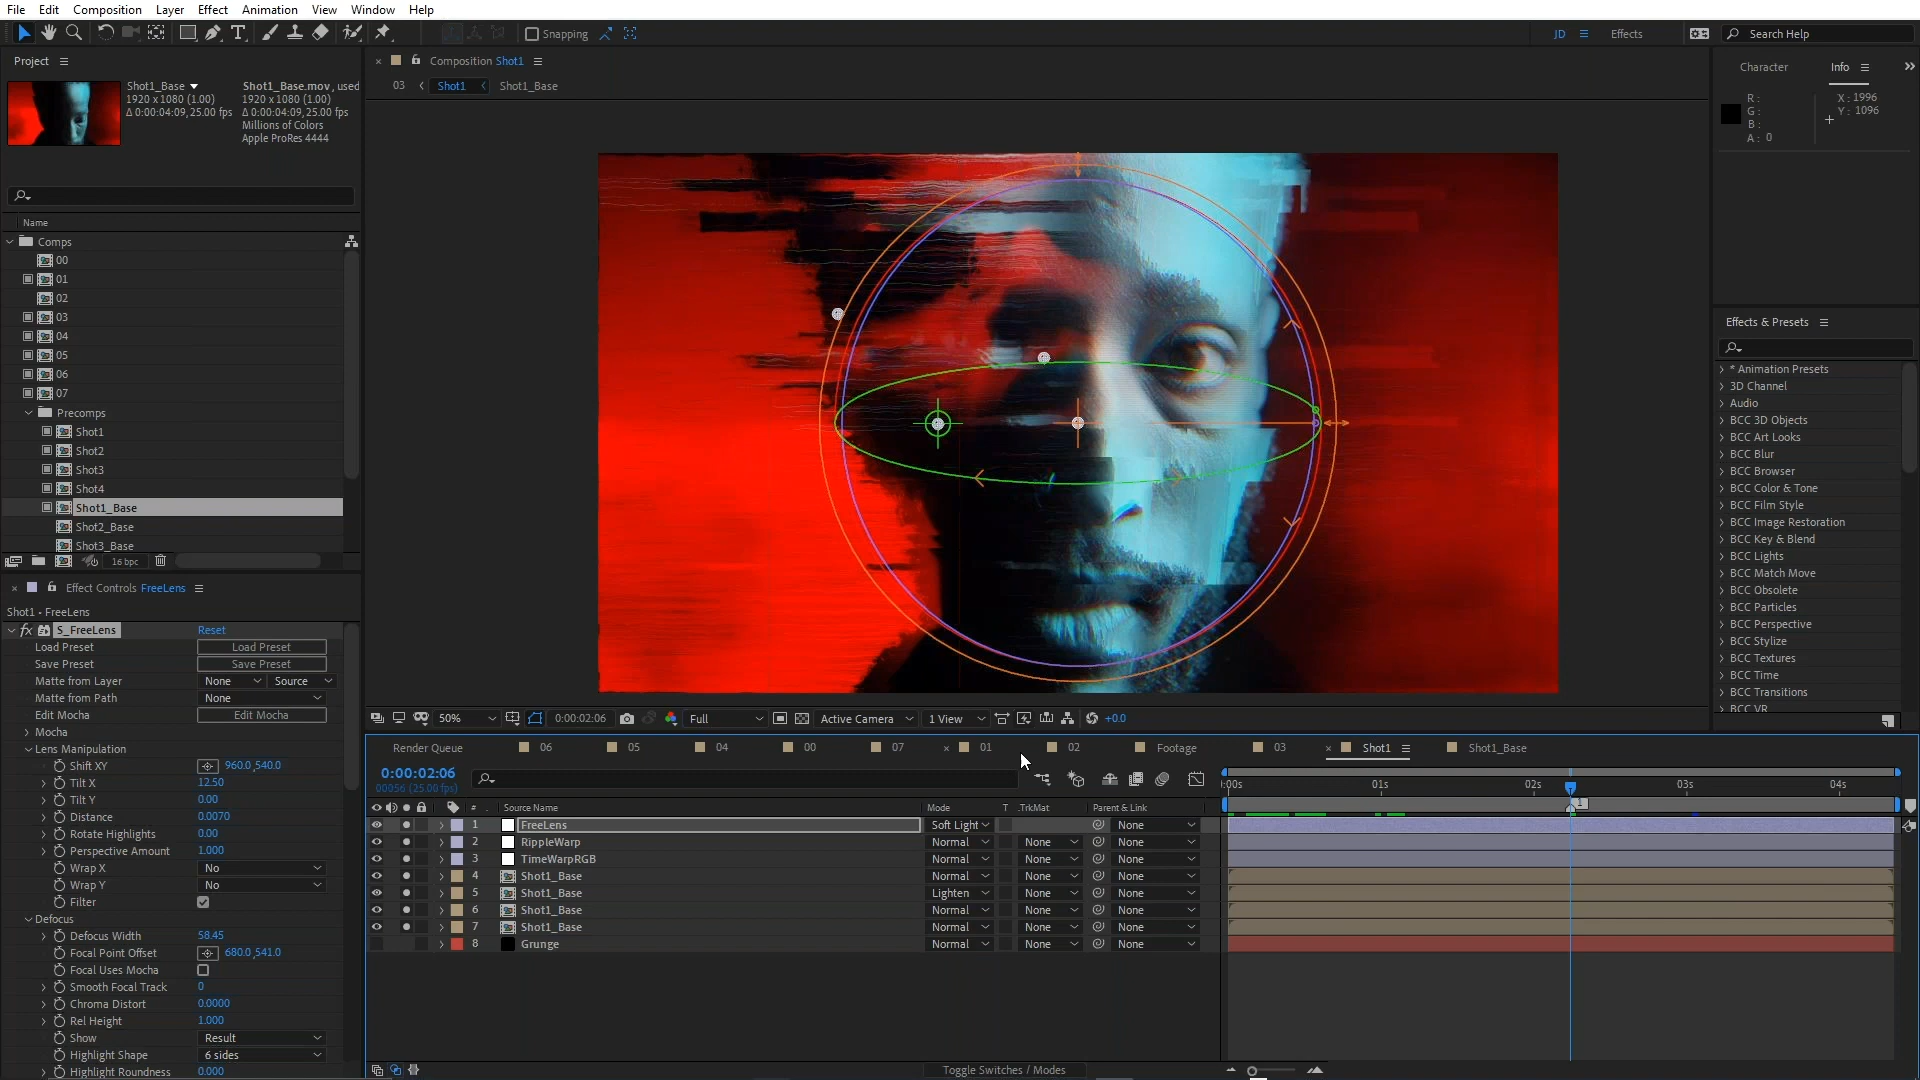 File Edit Composition Layer Effect Animation View Window Help
Snapping
JD
Effects
Search Help
Project
Shot1_Base
1920 x 1080 (1.00)
Δ 0:00:04:09, 25.00 fps
Shot1_Base.mov , used
1920 x 1080 (1.00)
Δ 0:00:04:09, 25.00 fps
Millions of Colors
Apple ProRes 4444
Name
Comps
00
01
02
03
04
05
06
07
Precomps
Shot1
Shot2
Shot3
Shot4
Shot1_Base
Shot2_Base
Shot3_Base
16 bpc
Effect Controls FreeLens
Shot1 - FreeLens
fx S_FreeLens Reset
Load Preset Load Preset
Save Preset Save Preset
Matte from Layer None Source
Matte from Path None
Edit Mocha Edit Mocha
Mocha
Lens Manipulation
Shift XY 960.0,540.0
Tilt X 12.50
Tilt Y 0.00
Distance 0.0070
Rotate Highlights 0.00
Perspective Amount 1.000
Wrap X No
Wrap Y No
Filter
Defocus
Defocus Width 58.45
Focal Point Offset 680.0,541.0
Focal Uses Mocha
Smooth Focal Track 0
Chroma Distort 0.0000
Rel Height 1.000
Show Result
Highlight Shape 6 sides
Highlight Roundness 0.000
Composition Shot1
03 Shot1 Shot1_Base
50% 0:00:02:06 Full Active Camera 1 View +0.0
Character Info
R :
G :
B :
A : 0
X : 1996
Y : 1096
Effects & Presets
* Animation Presets
3D Channel
Audio
BCC 3D Objects
BCC Art Looks
BCC Blur
BCC Browser
BCC Color & Tone
BCC Film Style
BCC Image Restoration
BCC Key & Blend
BCC Lights
BCC Match Move
BCC Obsolete
BCC Particles
BCC Perspective
BCC Stylize
BCC Textures
BCC Time
BCC Transitions
BCC VR
Render Queue 06 05 04 00 07 01 02 Footage 03 Shot1 Shot1_Base
0:00:02:06
00056 (25.00 fps)
:00s 01s 02s 03s 04s
1
# Source Name Mode T .TrkMat Parent & Link
1 FreeLens Soft Light None
2 RippleWarp Normal None None
3 TimeWarpRGB Normal None None
4 Shot1_Base Normal None None
5 Shot1_Base Lighten None None
6 Shot1_Base Normal None None
7 Shot1_Base Normal None None
8 Grunge Normal None None
Toggle Switches / Modes